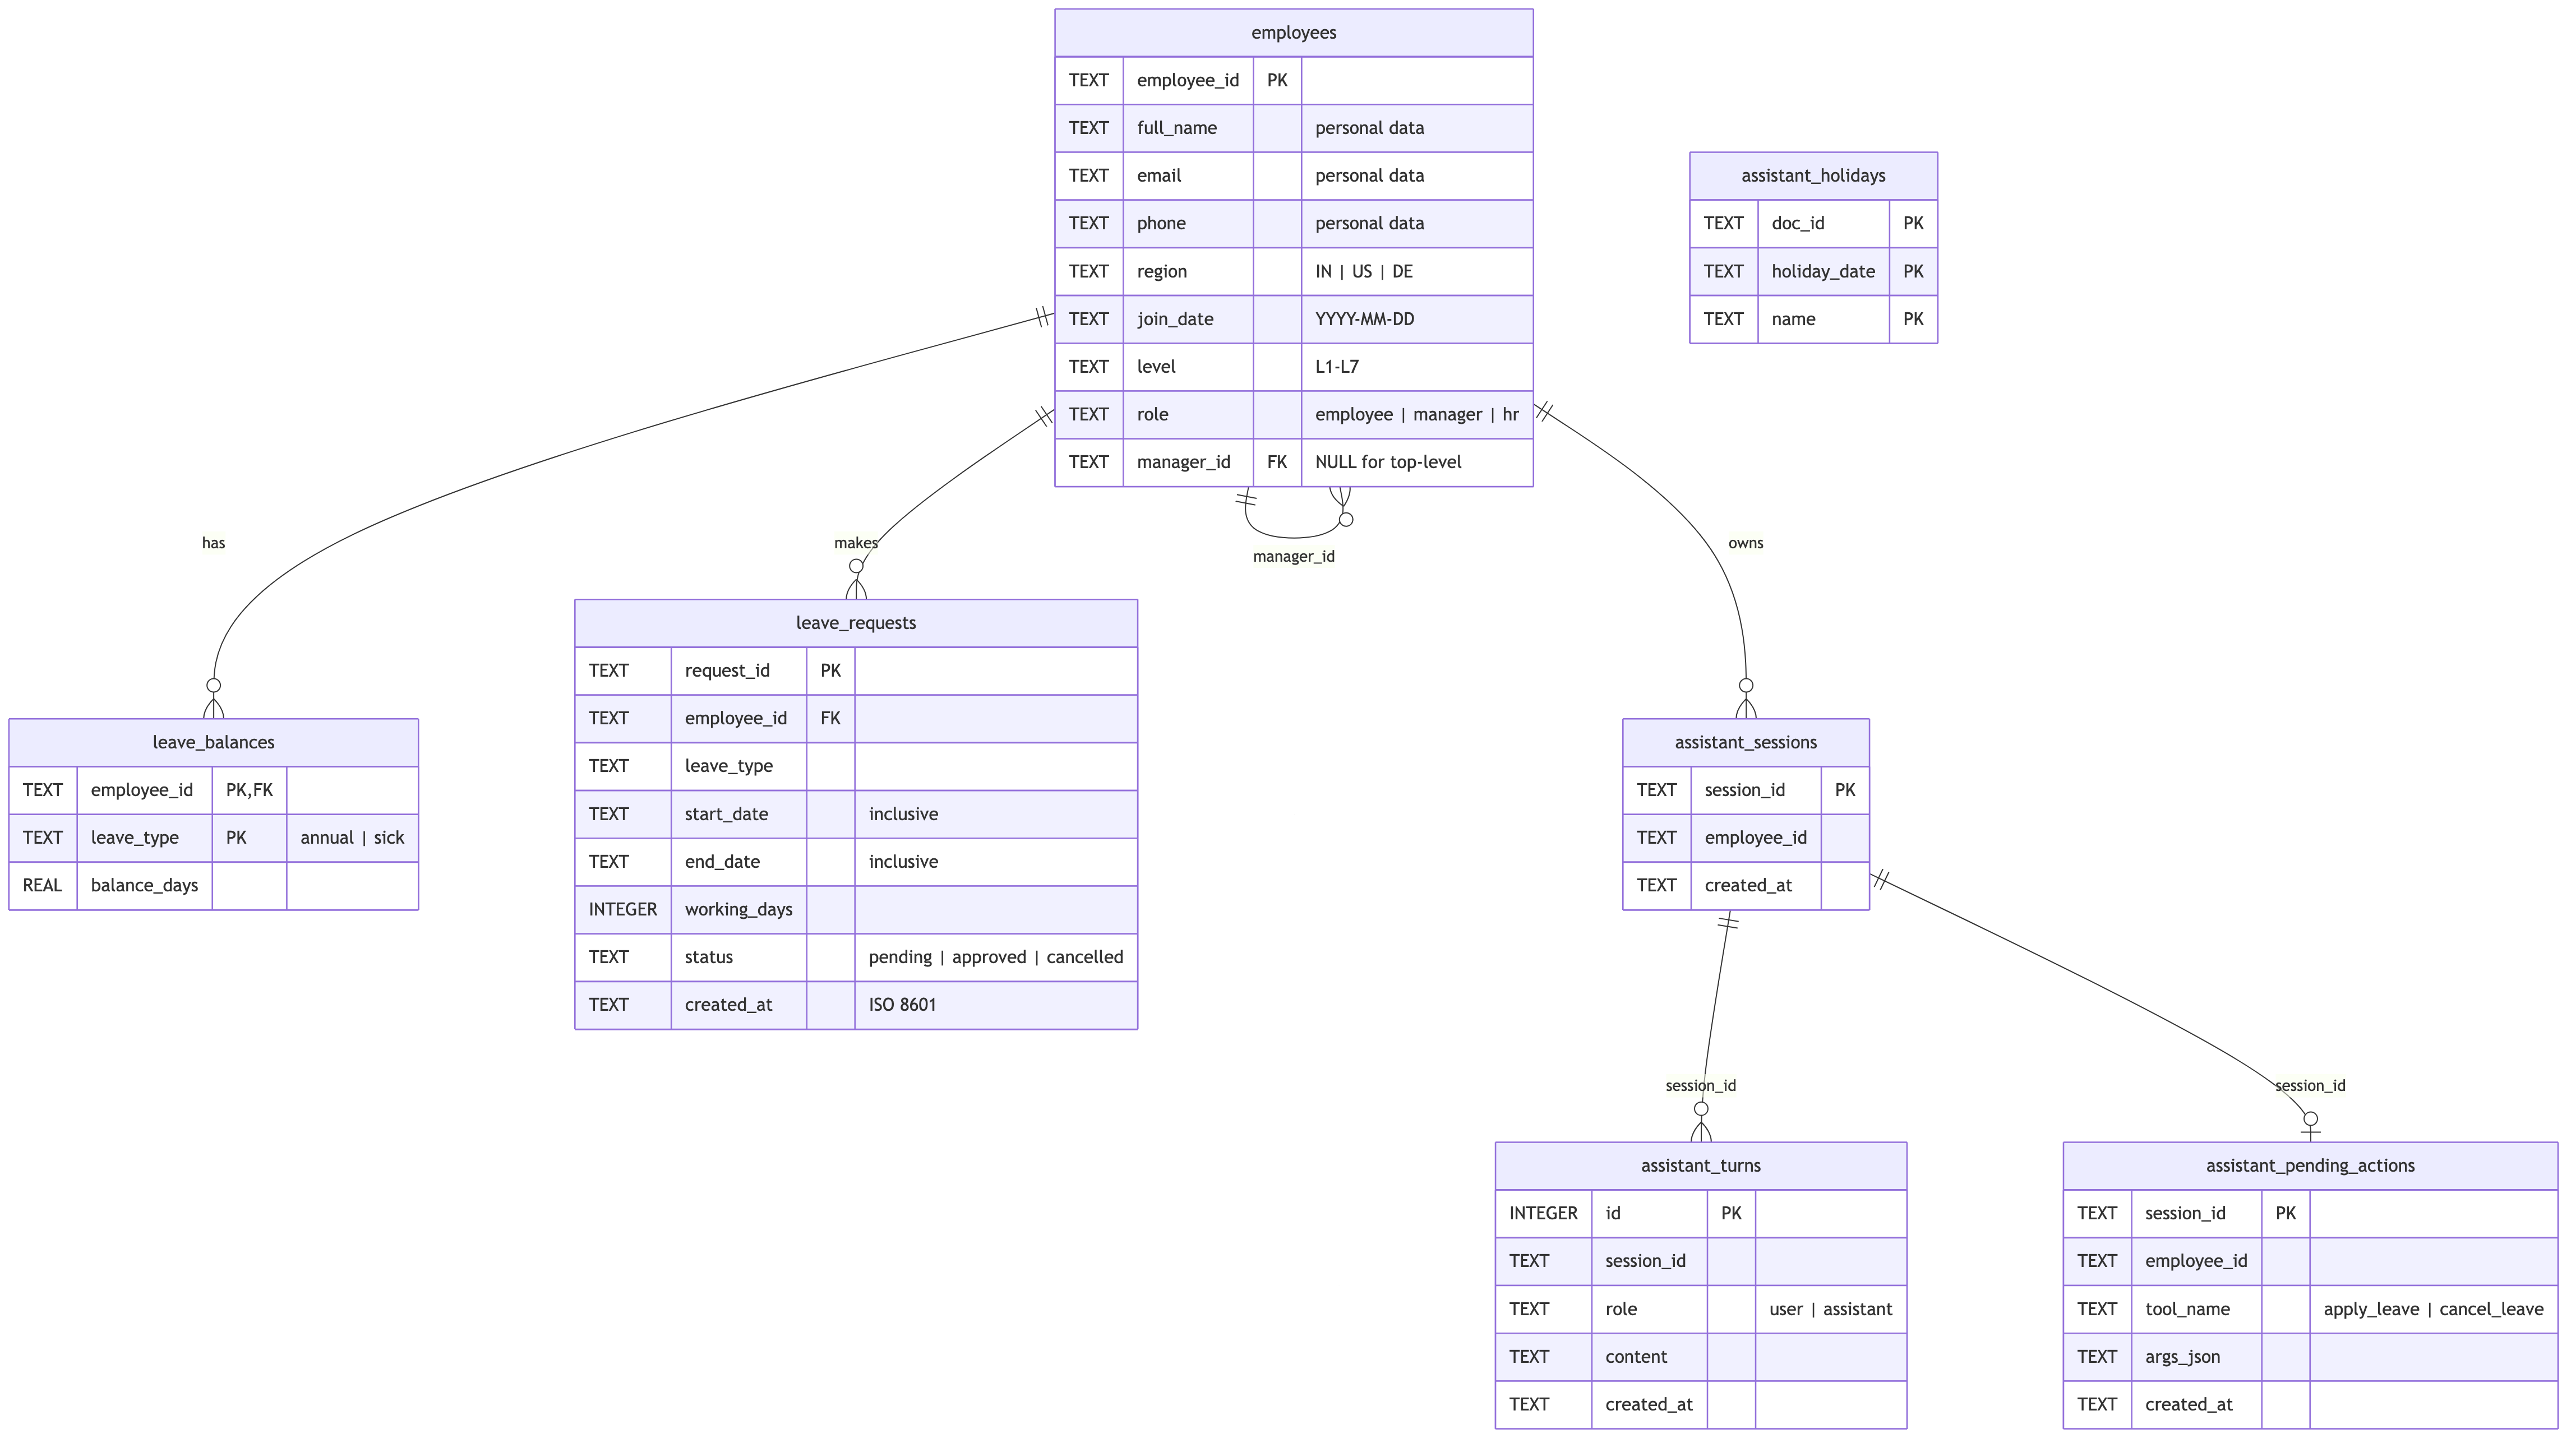 employees
TEXT employee_id PK
TEXT full_name personal data
TEXT email personal data
TEXT phone personal data
TEXT region IN | US | DE
TEXT join_date YYYY-MM-DD
TEXT level L1-L7
TEXT role employee | manager | hr
TEXT manager_id FK NULL for top-level
assistant_holidays
TEXT doc_id PK
TEXT holiday_date PK
TEXT name PK
has
makes
manager_id
owns
leave_balances
TEXT employee_id PK,FK
TEXT leave_type PK annual | sick
REAL balance_days
leave_requests
TEXT request_id PK
TEXT employee_id FK
TEXT leave_type
TEXT start_date inclusive
TEXT end_date inclusive
INTEGER working_days
TEXT status pending | approved | cancelled
TEXT created_at ISO 8601
assistant_sessions
TEXT session_id PK
TEXT employee_id
TEXT created_at
session_id
session_id
assistant_turns
INTEGER id PK
TEXT session_id
TEXT role user | assistant
TEXT content
TEXT created_at
assistant_pending_actions
TEXT session_id PK
TEXT employee_id
TEXT tool_name apply_leave | cancel_leave
TEXT args_json
TEXT created_at